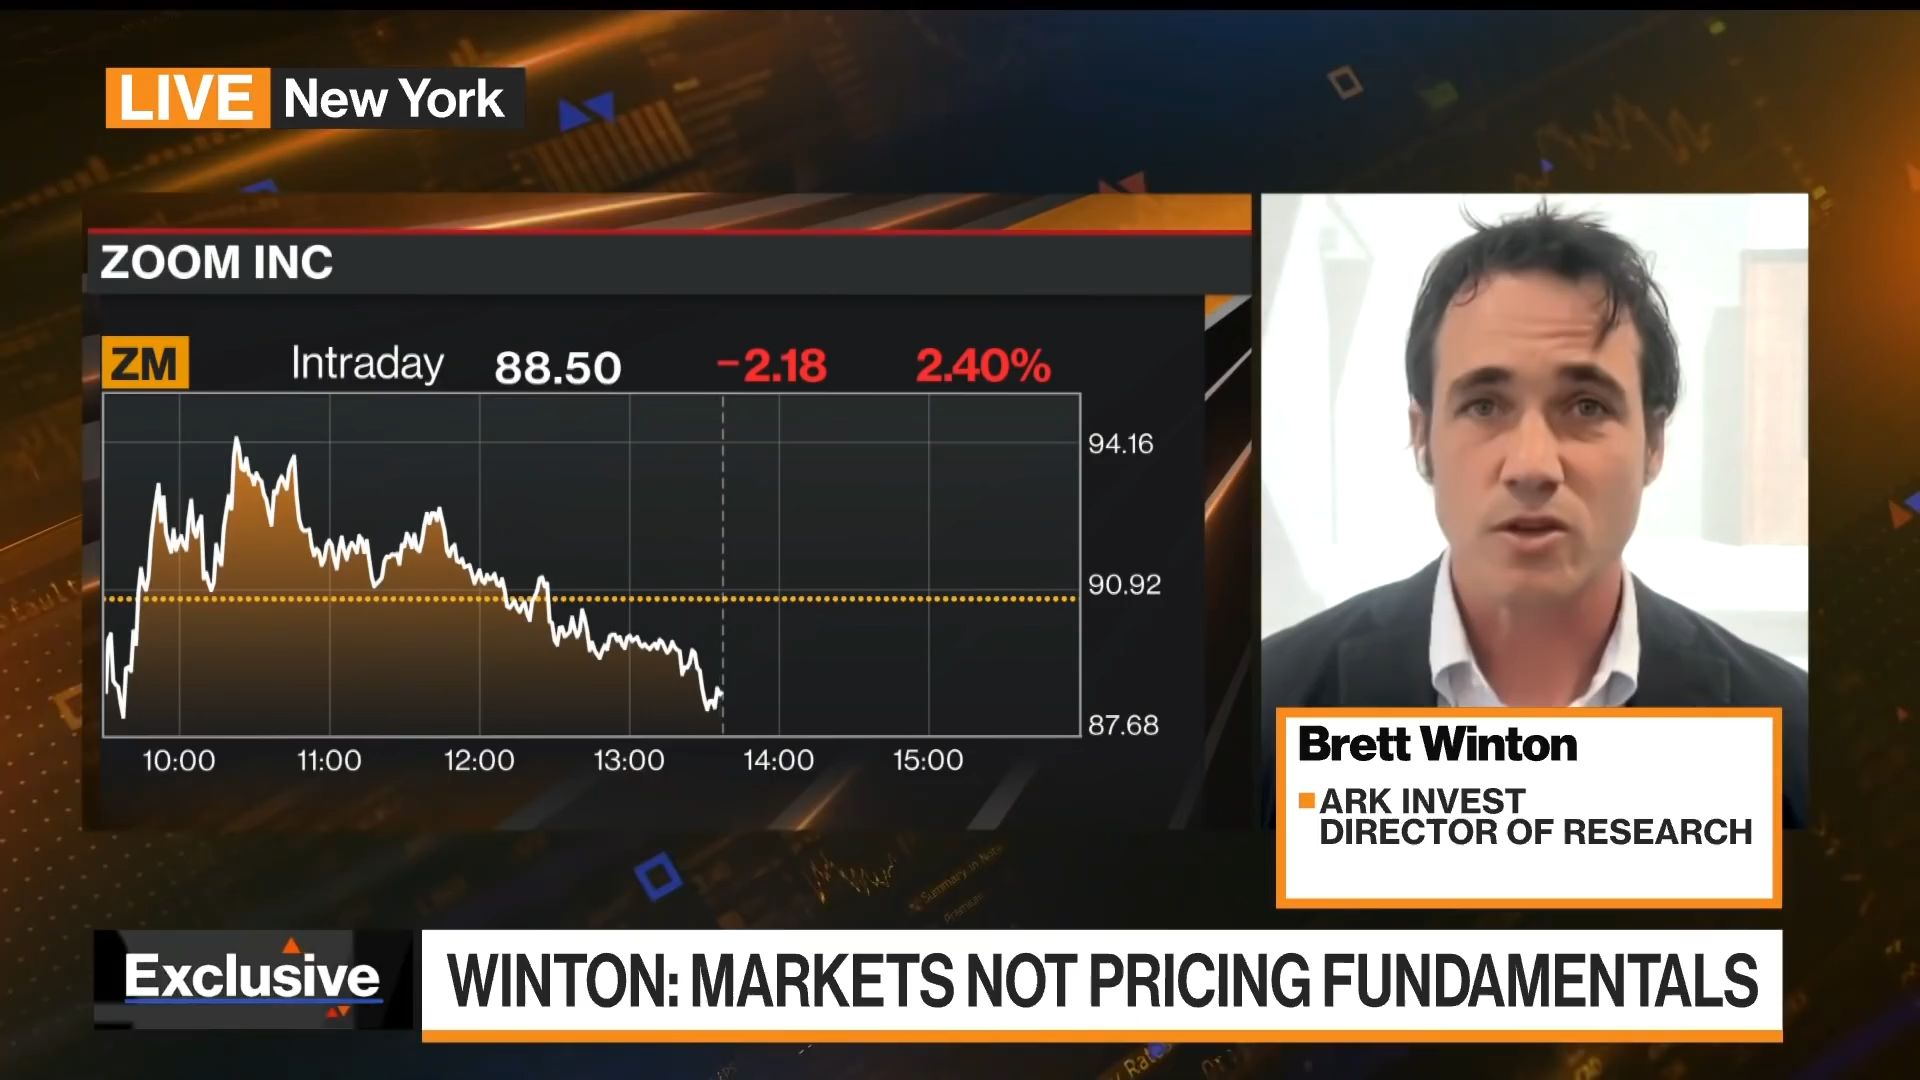 LIVE New York
ZOOM INC
ZM Intraday 88.50 -2.18 2.40%
94.16
90.92
87.68
10:00 11:00 12:00 13:00 14:00 15:00
Brett Winton
ARK INVEST
DIRECTOR OF RESEARCH
Exclusive
WINTON: MARKETS NOT PRICING FUNDAMENTALS